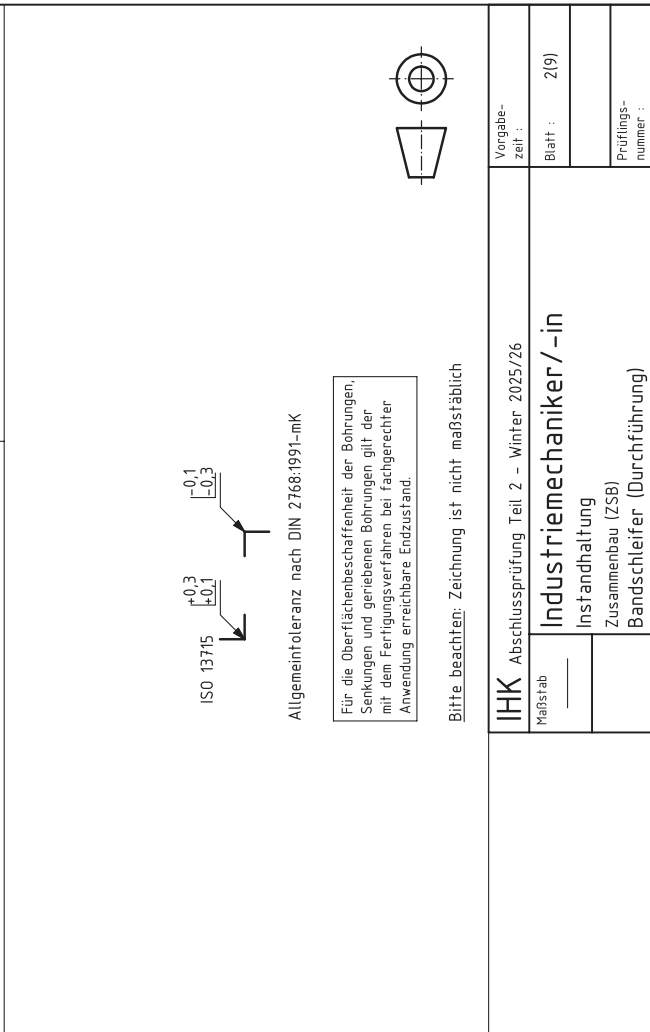 ISO 13715
+0,3
+0,1
-0,1
-0,3
Allgemeintoleranz nach DIN 2768:1991-mK
Für die Oberflächenbeschaffenheit der Bohrungen,
Senkungen und geriebenen Bohrungen gilt der
mit dem Fertigungsverfahren bei fachgerechter
Anwendung erreichbare Endzustand.
Bitte beachten: Zeichnung ist nicht maßstäblich
IHK Abschlussprüfung Teil 2 - Winter 2025/26
Vorgabe-
zeit :
Maßstab
Industriemechaniker/-in
Instandhaltung
Zusammenbau (ZSB)
Bandschleifer (Durchführung)
Blatt : 2(9)
Prüflings-
nummer :